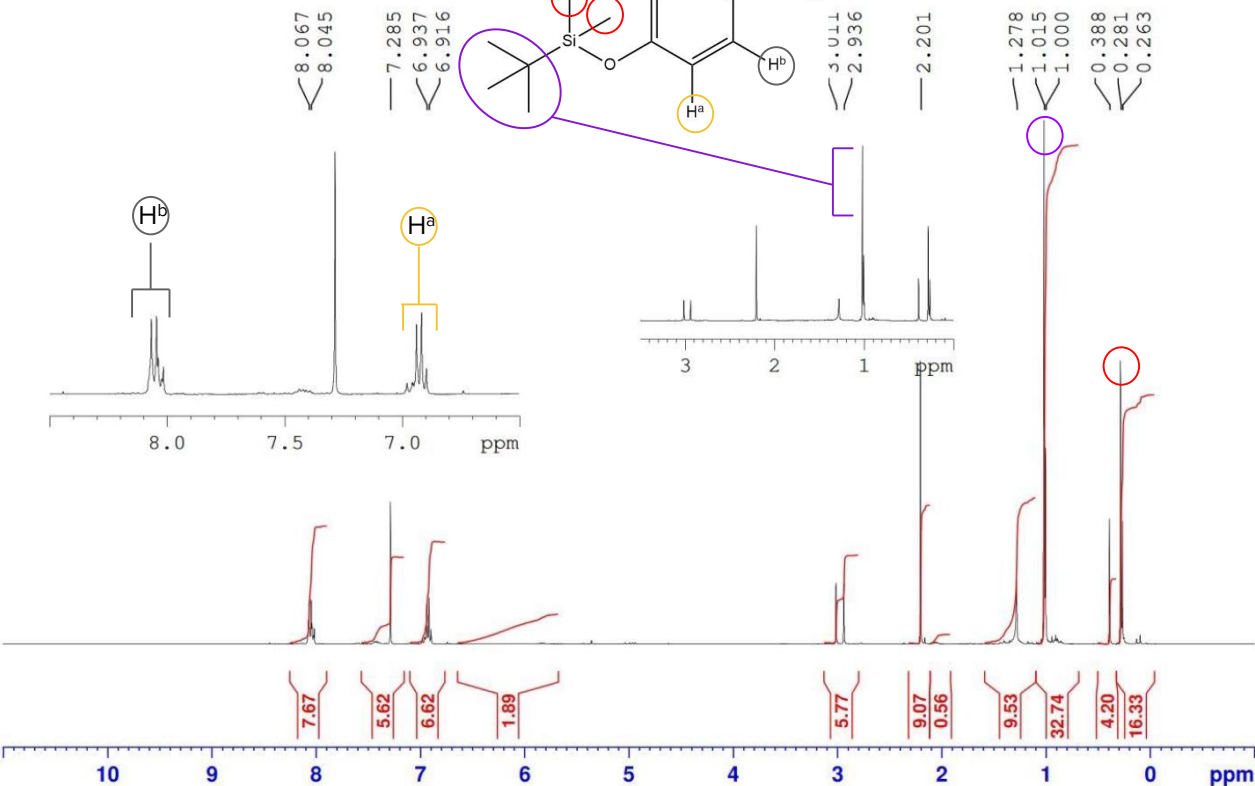 8.067
8.045
7.285
6.937
6.916
3.011
2.936
2.201
1.278
1.015
1.000
0.388
0.281
0.263
Si
O
Hᵇ
Hᵃ
Hᵇ
Hᵃ
8.0 7.5 7.0 ppm
3 2 1 ppm
7.67 5.62 6.62 1.89 5.77 9.07 0.56 9.53 32.74 4.20 16.33
10 9 8 7 6 5 4 3 2 1 0 ppm